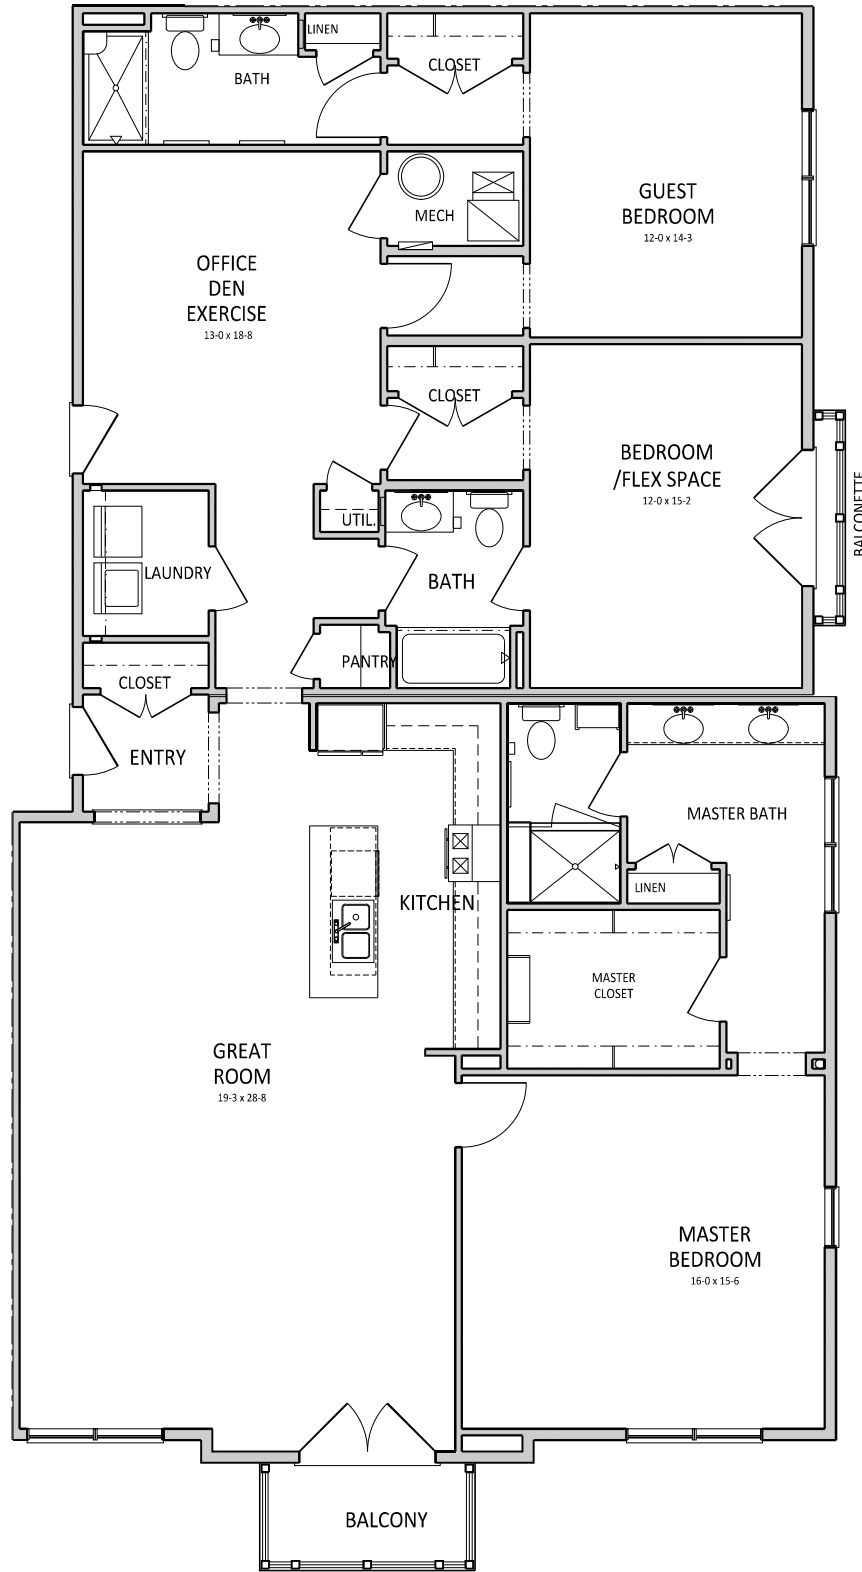 LINEN
BATH
CLOSET
GUEST
BEDROOM
12-0 x 14-3
MECH
OFFICE
DEN
EXERCISE
13-0 x 18-8
CLOSET
BEDROOM
/FLEX SPACE
12-0 x 15-2
BALCONETTE
UTIL.
LAUNDRY
BATH
PANTRY
CLOSET
ENTRY
MASTER BATH
LINEN
KITCHEN
MASTER
CLOSET
GREAT
ROOM
19-3 x 28-8
MASTER
BEDROOM
16-0 x 15-6
BALCONY